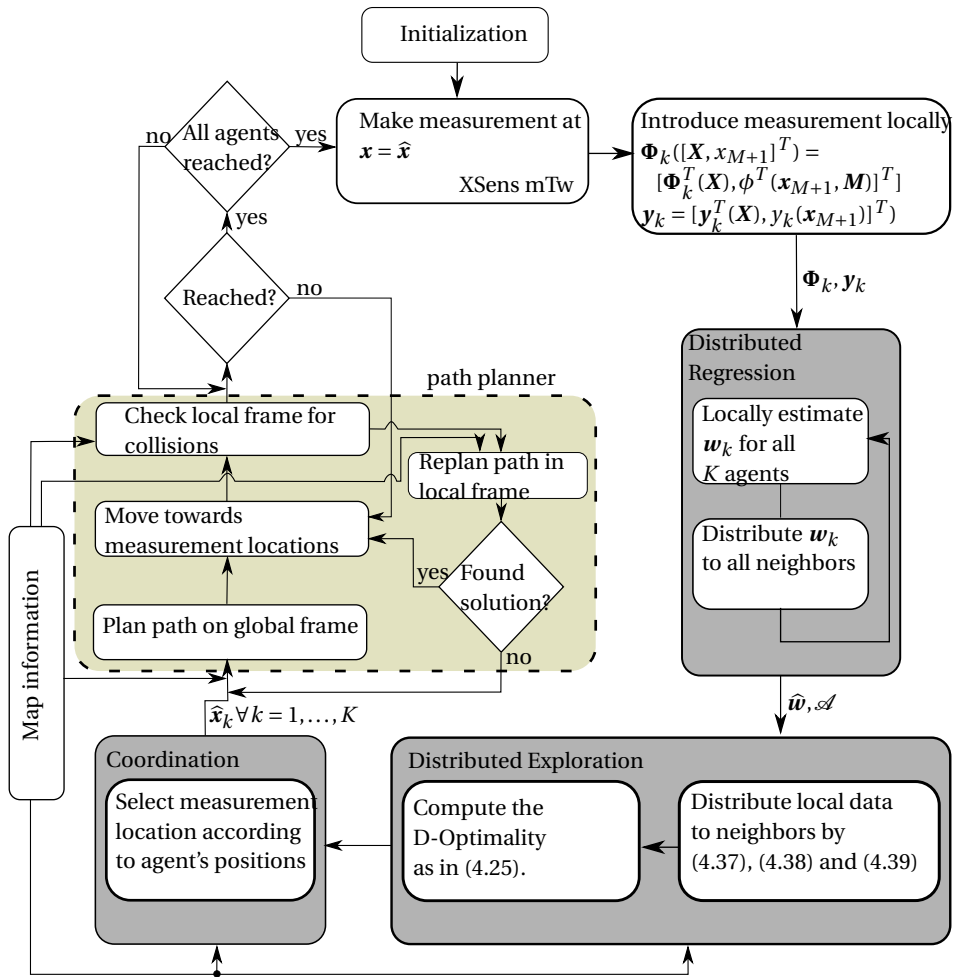 Initialization
Make measurement at
x = x̂
XSens mTw
Introduce measurement locally
Φ_k([X, x_{M+1}]^T) =
[Φ_k^T(X), ϕ^T(x_{M+1}, M)]^T]
y_k = [y_k^T(X), y_k(x_{M+1})]^T)
no
All agents
reached?
yes
yes
Reached?
no
Φ_k, y_k
Distributed
Regression
Locally estimate
w_k for all
K agents
Distribute w_k
to all neighbors
path planner
Check local frame for
collisions
Replan path in
local frame
Move towards
measurement locations
yes
Found
solution?
Plan path on global frame
no
Map information
x̂_k ∀k = 1,…, K
ŵ, 𝒜
Coordination
Select measurement
location according
to agent's positions
Distributed Exploration
Compute the
D-Optimality
as in (4.25).
Distribute local data
to neighbors by
(4.37), (4.38) and (4.39)